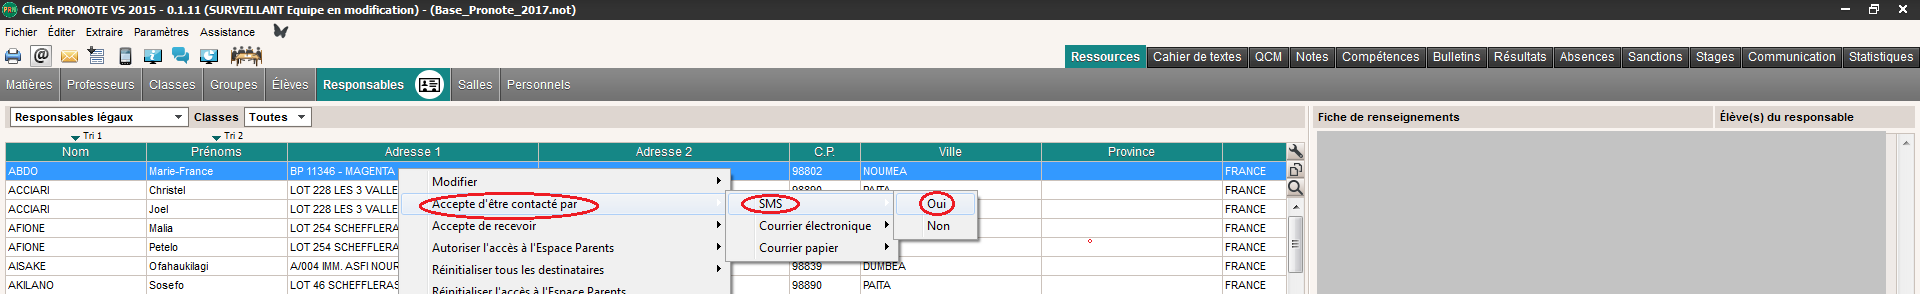 Client PRONOTE VS 2015 - 0.1.11 (SURVEILLANT Equipe en modification) - (Base_Pronote_2017.not)
Fichier Éditer Extraire Paramètres Assistance
Ressources Cahier de textes QCM Notes Compétences Bulletins Résultats Absences Sanctions Stages Communication Statistiques
Matières Professeurs Classes Groupes Élèves Responsables Salles Personnels
Responsables légaux Classes Toutes Fiche de renseignements Élève(s) du responsable
Tri 1 Tri 2
Nom Prénoms Adresse 1 Adresse 2 C.P. Ville Province
ABDO Marie-France BP 11346 - MAGENTA 98802 NOUMEA FRANCE
ACCIARI Christel LOT 228 LES 3 VALLE 98890 PAITA FRANCE
ACCIARI Joel LOT 228 LES 3 VALLE FRANCE
AFIONE Malia LOT 254 SCHEFFLERA FRANCE
AFIONE Petelo LOT 254 SCHEFFLERA FRANCE
AISAKE Ofahaukilagi A/004 IMM. ASFI NOUR 98839 DUMBEA FRANCE
AKILANO Sosefo LOT 46 SCHEFFLERAS 98890 PAITA FRANCE
Modifier
Accepte d'être contacté par
Accepte de recevoir
Autoriser l'accès à l'Espace Parents
Réinitialiser tous les destinataires
Réinitialiser l'accès à l'Espace Parents
SMS
Courrier électronique
Courrier papier
Oui
Non